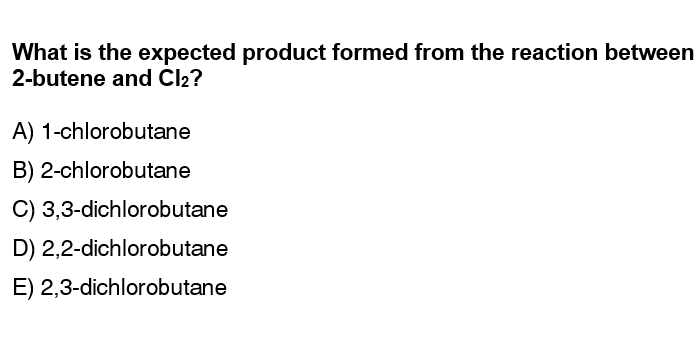 What is the expected product formed from the reaction between
2-butene and Cl₂?
A) 1-chlorobutane
B) 2-chlorobutane
C) 3,3-dichlorobutane
D) 2,2-dichlorobutane
E) 2,3-dichlorobutane